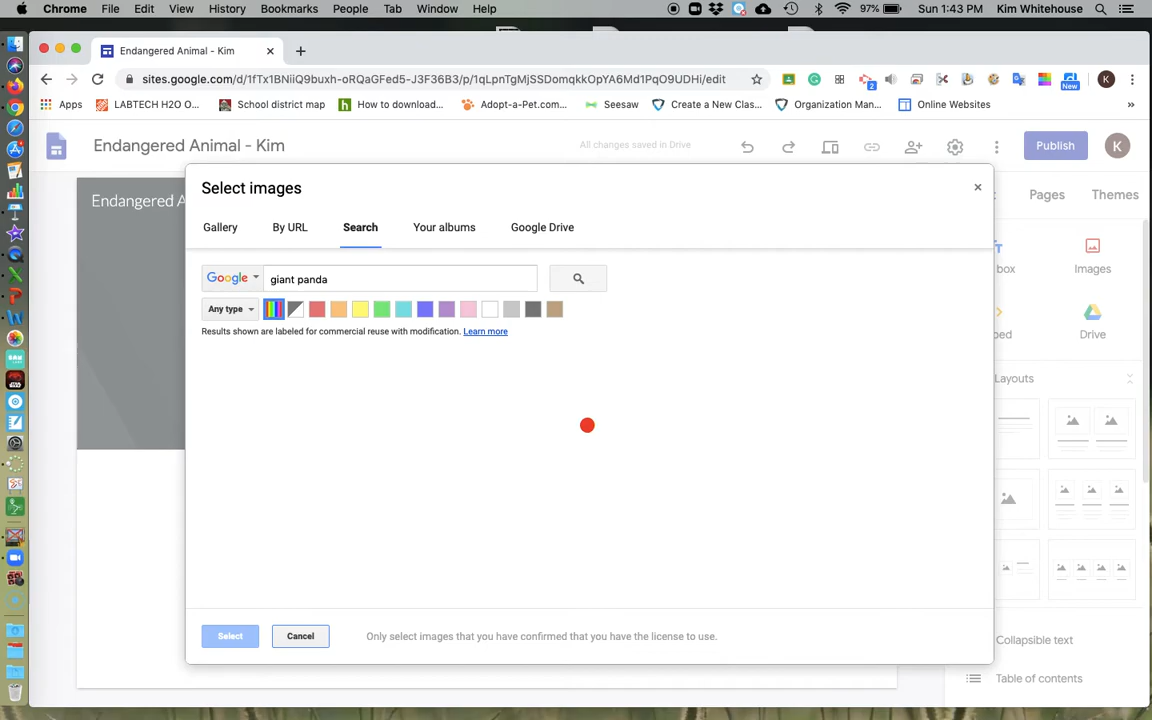 Chrome File Edit View History Bookmarks People Tab Window Help 97% Sun 1:43 PM Kim Whitehouse
Endangered Animal - Kim
sites.google.com/d/1fTx1BNiiQ9buxh-oRQaGFed5-J3F36B3/p/1qLpnTgMjSSDomqkkOpYA6Md1PqO9UDHi/edit
2
New
K
Apps LABTECH H2O O... School district map How to download... Adopt-a-Pet.com... Seesaw Create a New Clas... Organization Man... Online Websites »
Endangered Animal - Kim
All changes saved in Drive
Publish
K
Select images
Pages Themes
Endangered A
Gallery By URL Search Your albums Google Drive
box Images
Google giant panda
Any type
Results shown are labeled for commercial reuse with modification. Learn more
bed Drive
Layouts
Select Cancel Only select images that you have confirmed that you have the license to use.
Collapsible text
Table of contents